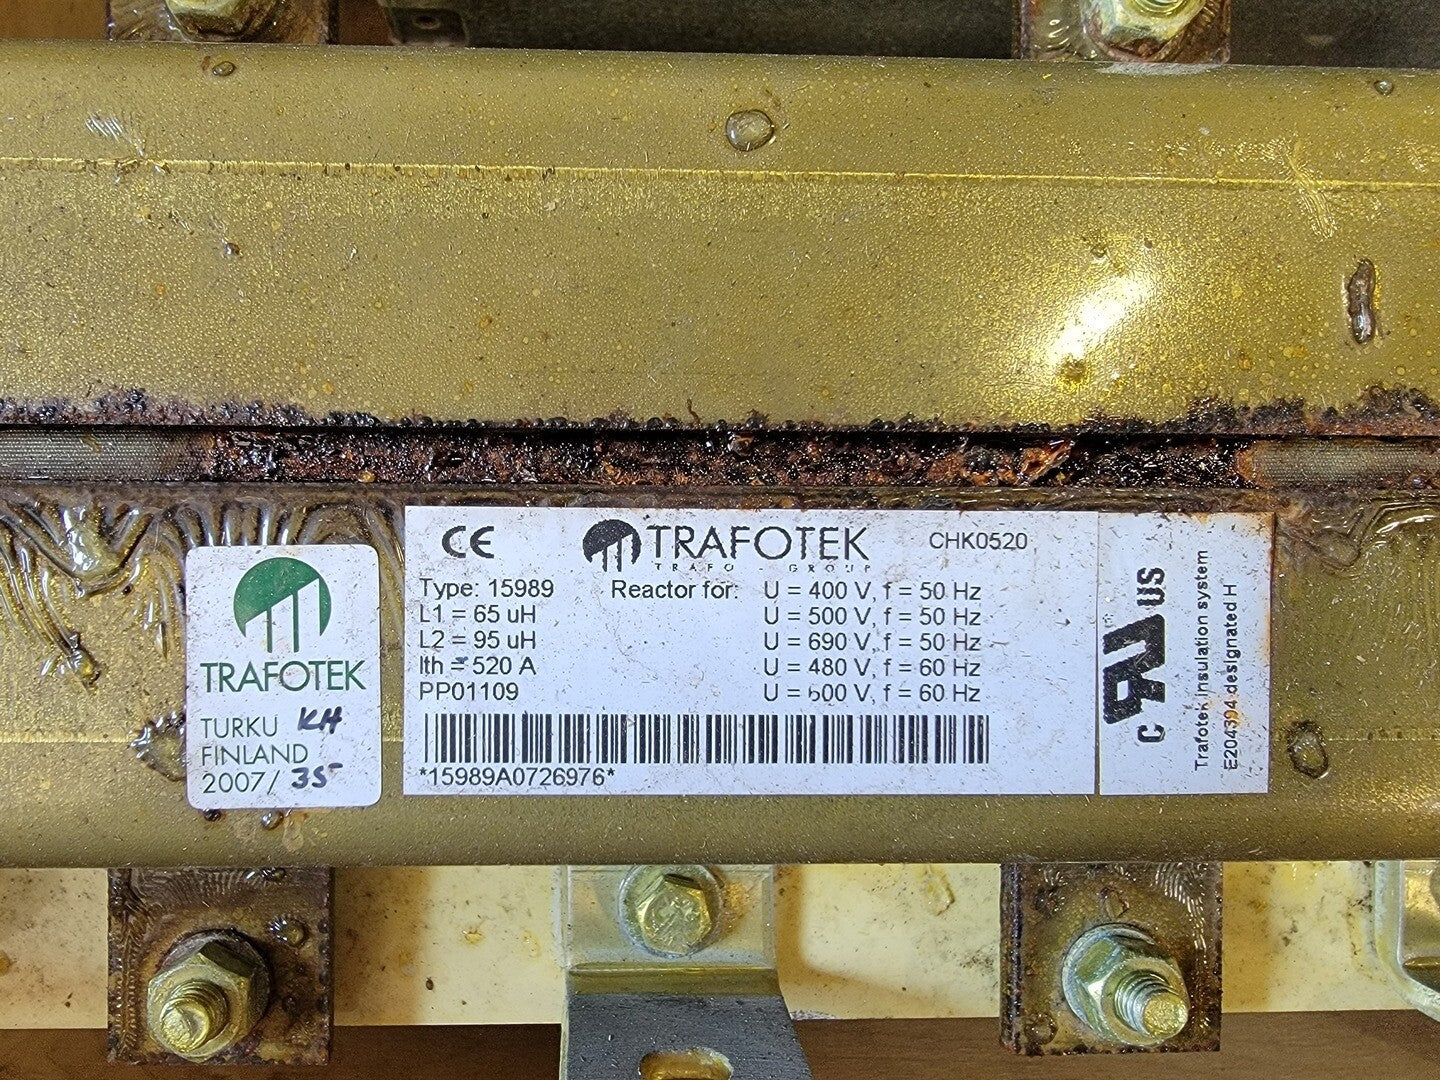 TRAFOTEK
TURKU KH
FINLAND
2007/ 35
CE TRAFOTEK CHK0520
TRAFO - GROUP
Type: 15989 Reactor for: U = 400 V, f = 50 Hz
L1 = 65 uH U = 500 V, f = 50 Hz
L2 = 95 uH U = 690 V, f = 50 Hz
Ith = 520 A U = 480 V, f = 60 Hz
PP01109 U = 600 V, f = 60 Hz
*15989A0726976*
c RU US
Trafotek insulation system
E204394 designated H